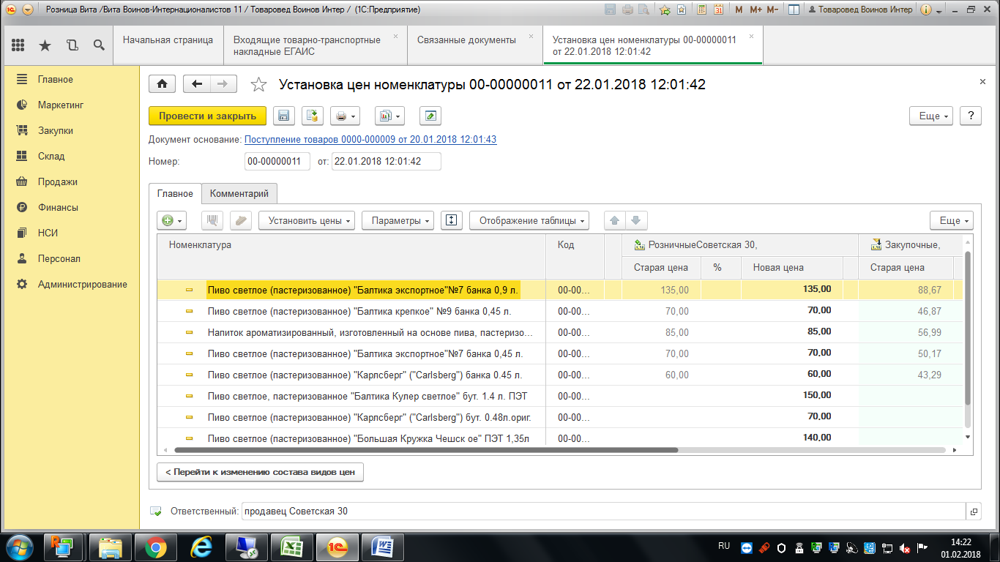 Розница Вита /Вита Воинов-Интернационалистов 11 / Товаровед Воинов Интер / (1С:Предприятие)
M M+ M- Товаровед Воинов Интер
Начальная страница
Входящие товарно-транспортные накладные ЕГАИС
Связанные документы
Установка цен номенклатуры 00-00000011 от 22.01.2018 12:01:42
Главное
Маркетинг
Закупки
Склад
Продажи
Финансы
НСИ
Персонал
Администрирование
Установка цен номенклатуры 00-00000011 от 22.01.2018 12:01:42
Провести и закрыть Еще ?
Документ основание: Поступление товаров 0000-000009 от 20.01.2018 12:01:43
Номер: 00-00000011 от: 22.01.2018 12:01:42
Главное Комментарий
Установить цены Параметры Отображение таблицы Еще
Номенклатура Код РозничныеСоветская 30, Закупочные,
Старая цена % Новая цена Старая цена
Пиво светлое (пастеризованное) "Балтика экспортное"№7 банка 0,9 л. 00-00... 135,00 135,00 88,67
Пиво светлое (пастеризованное) "Балтика крепкое" №9 банка 0,45 л. 00-00... 70,00 70,00 46,87
Напиток ароматизированный, изготовленный на основе пива, пастеризо... 00-00... 85,00 85,00 56,99
Пиво светлое (пастеризованное) "Балтика экспортное"№7 банка 0,45 л. 00-00... 70,00 70,00 50,17
Пиво светлое (пастеризованное) "Карлсберг" ("Carlsberg") банка 0.45 л. 00-00... 60,00 60,00 43,29
Пиво светлое, пастеризованное "Балтика Кулер светлое" бут. 1.4 л. ПЭТ 00-00... 150,00
Пиво светлое (пастеризованное) "Карлсберг" ("Carlsberg") бут. 0.48л.ориг. 00-00... 70,00
Пиво светлое (пастеризованное) "Большая Кружка Чешск ое" ПЭТ 1,35л 00-00... 140,00
< Перейти к изменению состава видов цен
Ответственный: продавец Советская 30
RU 14:22
01.02.2018